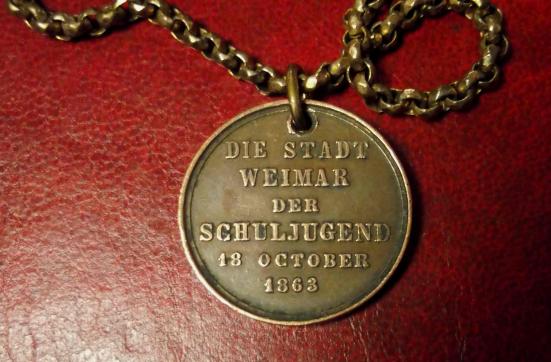 DIE STADT
WEIMAR
DER
SCHULJUGEND
18 OCTOBER
1863